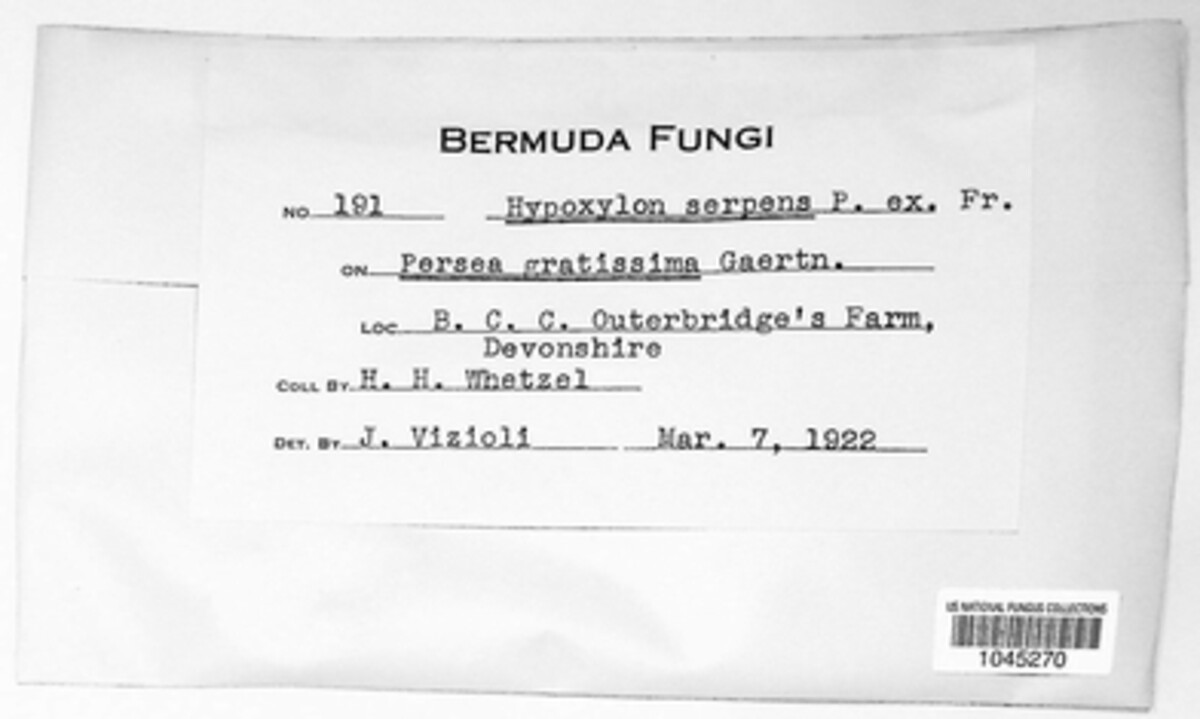 BERMUDA FUNGI
NO. 191 Hypoxylon serpens P. ex. Fr.
ON Persea gratissima Gaertn.
LOC. B. C. C. Outerbridge's Farm,
Devonshire
COLL BY. H. H. Whetzel
DET. BY J. Vizioli Mar. 7, 1922
US NATIONAL FUNGUS COLLECTIONS
1045270